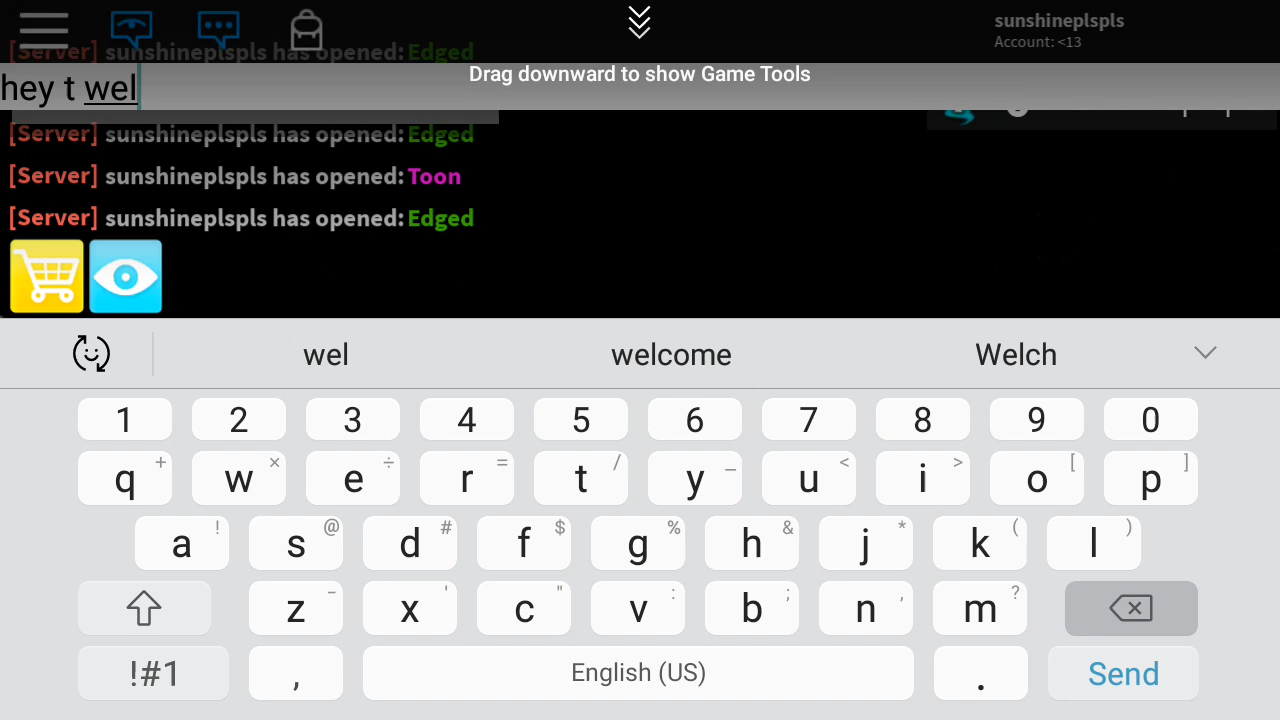 sunshineplspls
Account: <13
[Server] sunshineplspls has opened: Edged
Drag downward to show Game Tools
hey t wel
[Server] sunshineplspls has opened: Edged
[Server] sunshineplspls has opened: Toon
[Server] sunshineplspls has opened: Edged
wel welcome Welch
1 2 3 4 5 6 7 8 9 0
q + w × e ÷ r = t / y _ u < i > o [ p ]
a ! s @ d # f $ g % h & j * k ( l )
z - x ' c " v : b ; n , m ?
!#1 , English (US) . Send